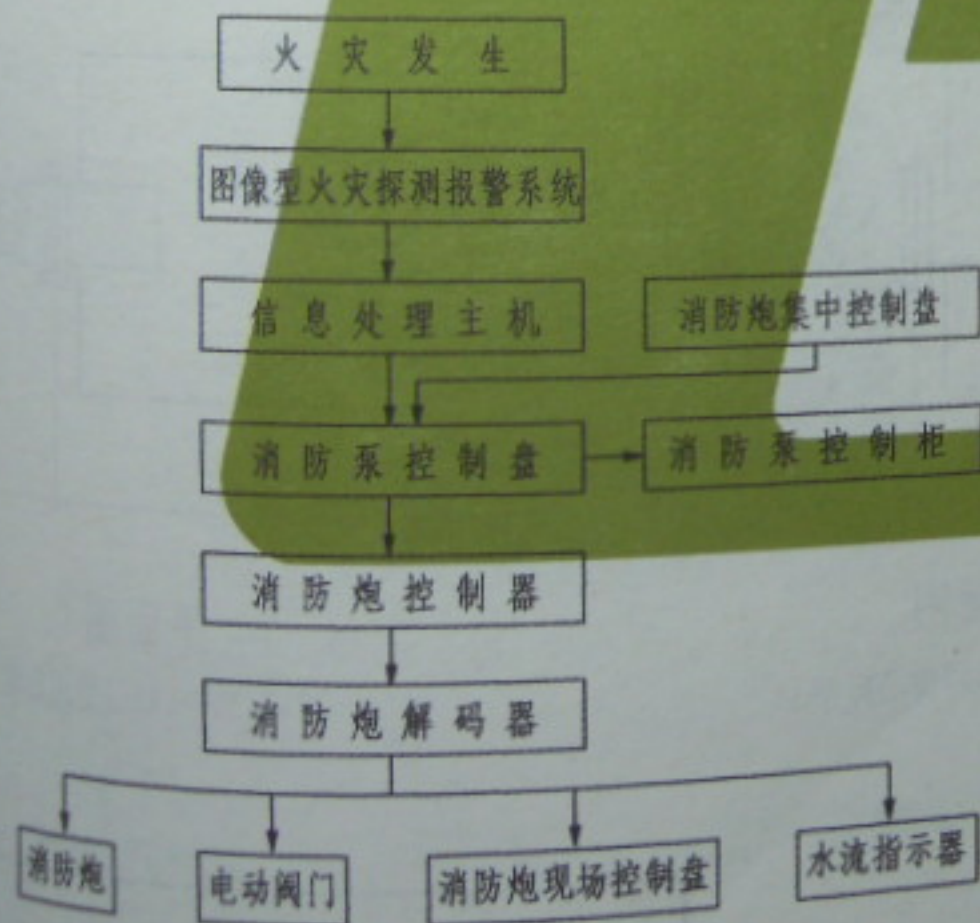 火灾发生
图像型火灾探测报警系统
信息处理主机
消防炮集中控制盘
消防泵控制盘
消防泵控制柜
消防炮控制器
消防炮解码器
消防炮
电动阀门
消防炮现场控制盘
水流指示器